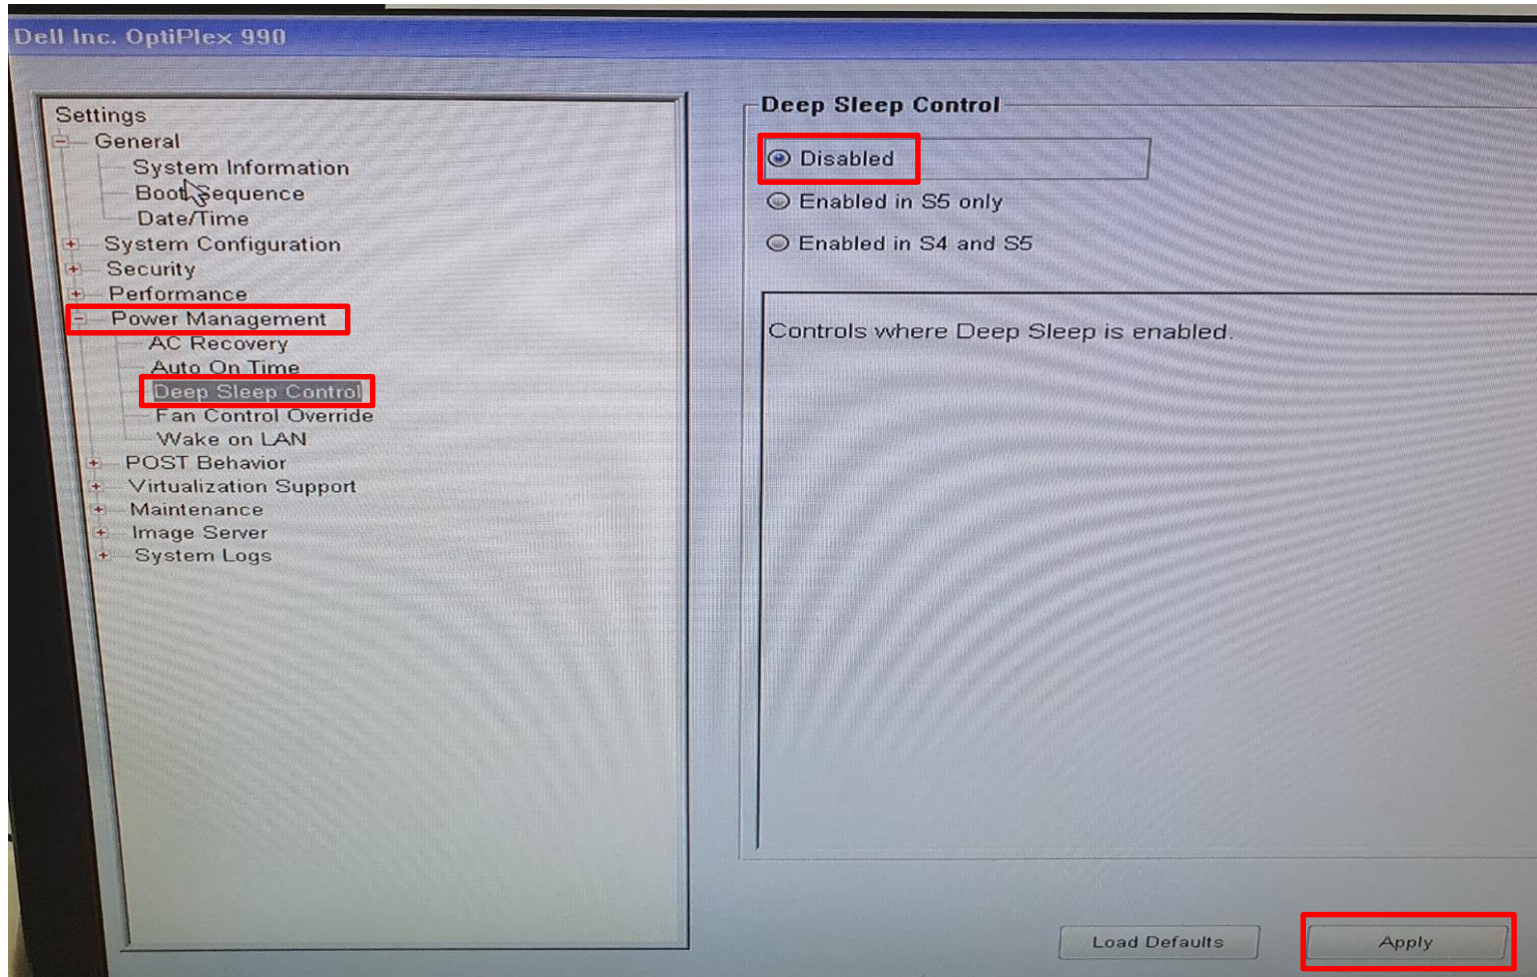 Dell Inc. OptiPlex 990
Settings
General
System Information
Boot Sequence
Date/Time
System Configuration
Security
Performance
Power Management
AC Recovery
Auto On Time
Deep Sleep Control
Fan Control Override
Wake on LAN
POST Behavior
Virtualization Support
Maintenance
Image Server
System Logs
Deep Sleep Control
Disabled
Enabled in S5 only
Enabled in S4 and S5
Controls where Deep Sleep is enabled.
Load Defaults
Apply